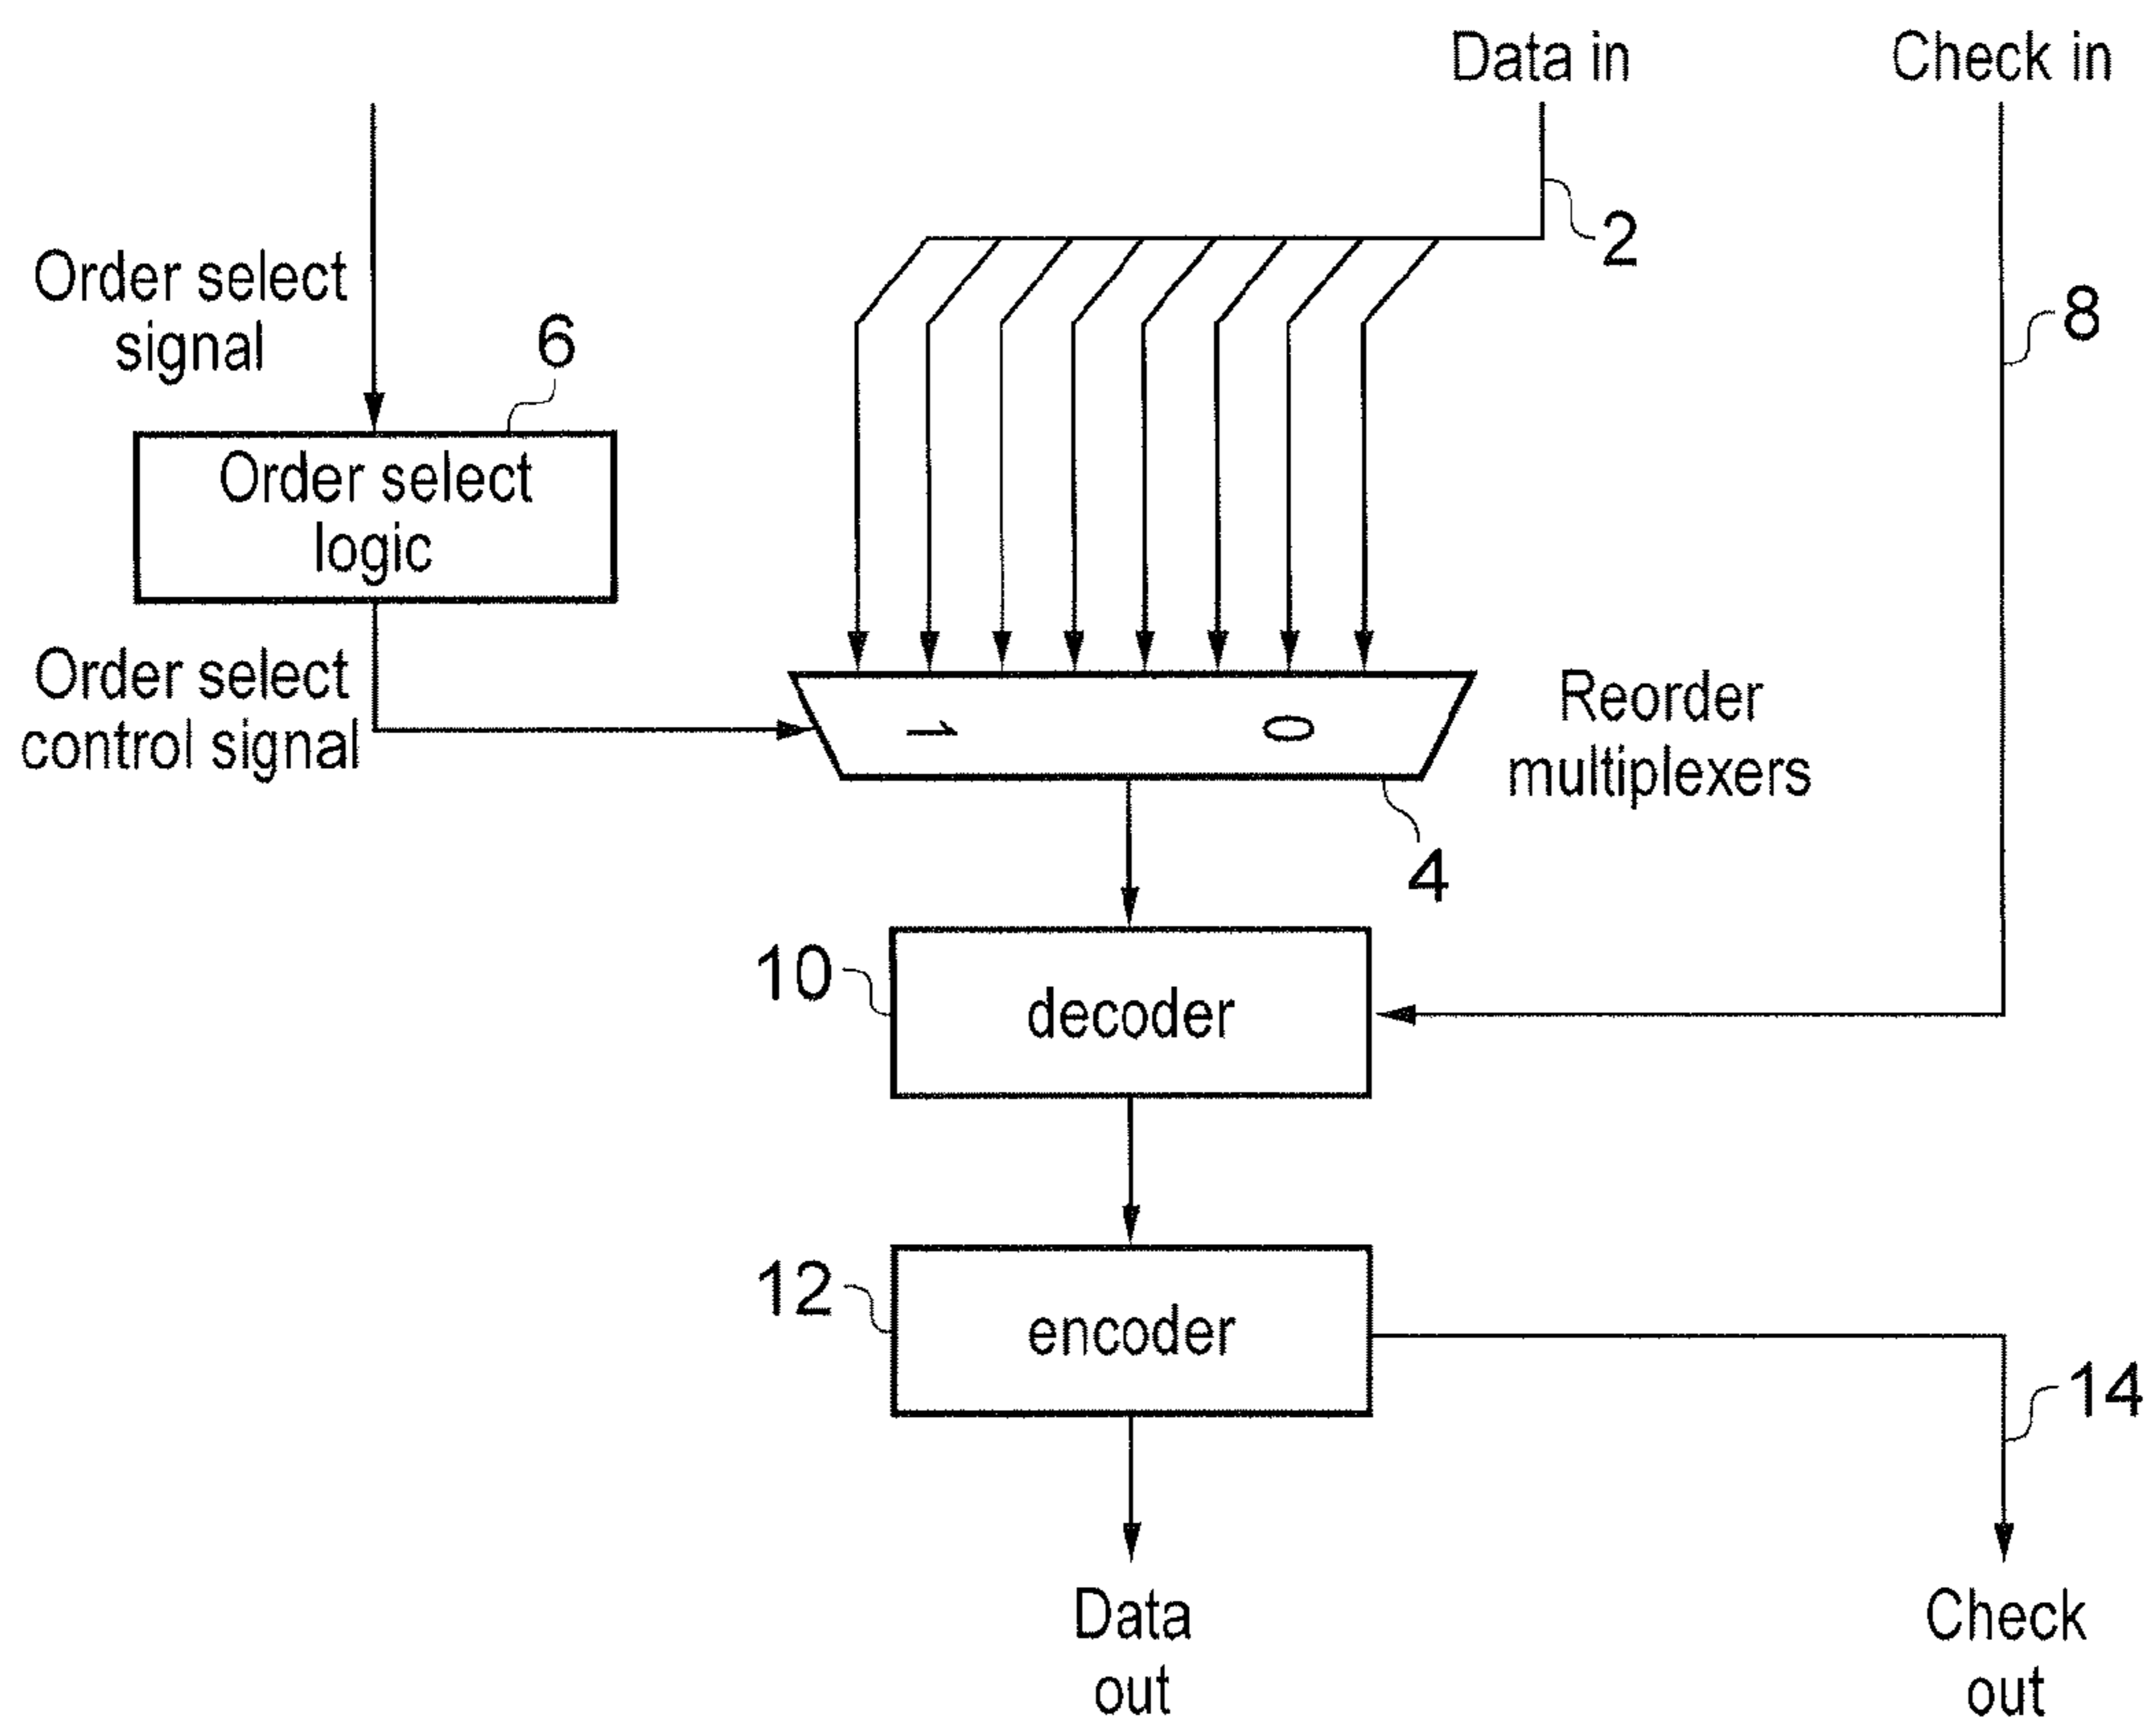 Data in
Check in
2
Order select
signal
8
6
Order select
logic
Order select
control signal
1
0
Reorder
multiplexers
4
10
decoder
12
encoder
14
Data
out
Check
out